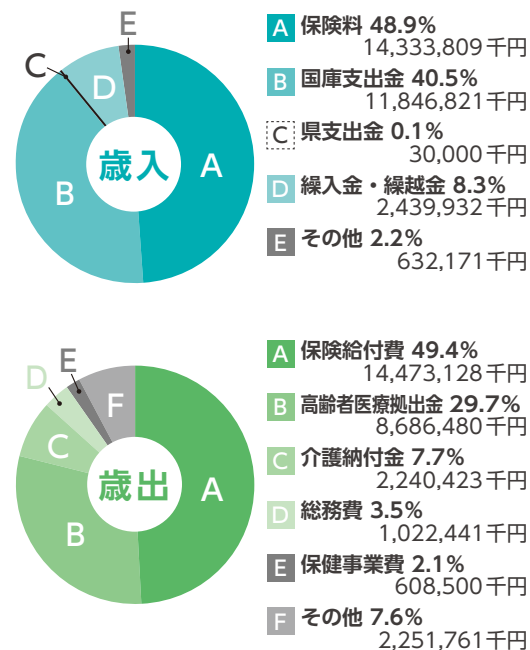 歳入
A
B
C
D
E
A 保険料 48.9%
14,333,809千円
B 国庫支出金 40.5%
11,846,821千円
C 県支出金 0.1%
30,000千円
D 繰入金・繰越金 8.3%
2,439,932千円
E その他 2.2%
632,171千円
歳出
A
B
C
D
E
F
A 保険給付費 49.4%
14,473,128千円
B 高齢者医療拠出金 29.7%
8,686,480千円
C 介護納付金 7.7%
2,240,423千円
D 総務費 3.5%
1,022,441千円
E 保健事業費 2.1%
608,500千円
F その他 7.6%
2,251,761千円